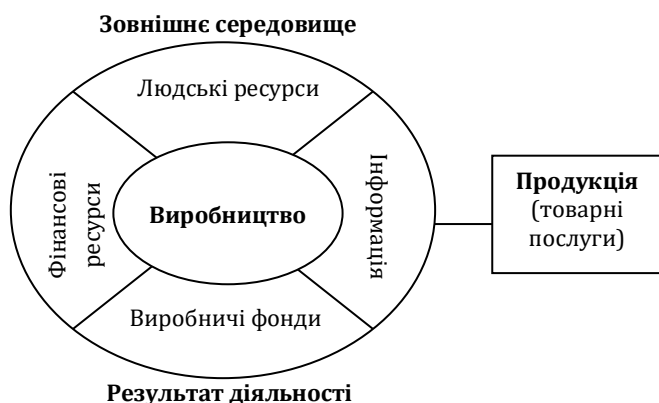 Зовнішнє середовище
Людські ресурси
Фінансові
ресурси
Виробництво
Інформація
Продукція
(товарні
послуги)
Виробничі фонди
Результат діяльності